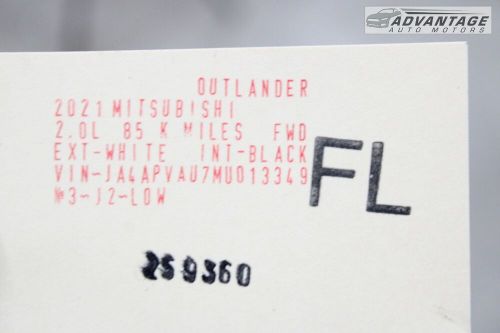 ADVANTAGE
AUTO MOTORS
OUTLANDER
2021 MITSUBISHI
2.0L 85 K MILES FWD
EXT-WHITE INT-BLACK
VIN-JA4APVAU7MU013349
№3-J2-LOW
FL
259360